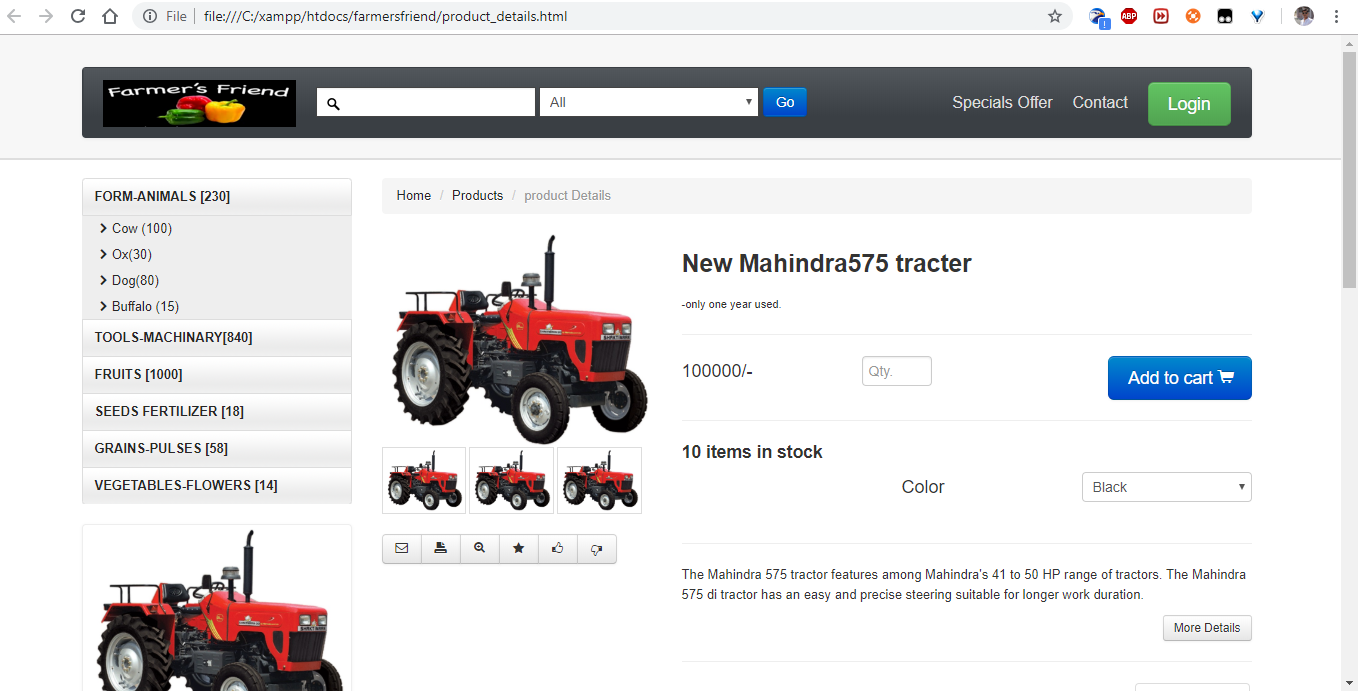 File file:///C:/xampp/htdocs/farmersfriend/product_details.html
ABP
Farmer's Friend
All
Go
Specials Offer
Contact
Login
FORM-ANIMALS [230]
Cow (100)
Ox(30)
Dog(80)
Buffalo (15)
TOOLS-MACHINARY[840]
FRUITS [1000]
SEEDS FERTILIZER [18]
GRAINS-PULSES [58]
VEGETABLES-FLOWERS [14]
Home / Products / product Details
New Mahindra575 tracter
-only one year used.
100000/-
Qty.
Add to cart
10 items in stock
Color
Black
The Mahindra 575 tractor features among Mahindra's 41 to 50 HP range of tractors. The Mahindra
575 di tractor has an easy and precise steering suitable for longer work duration.
More Details